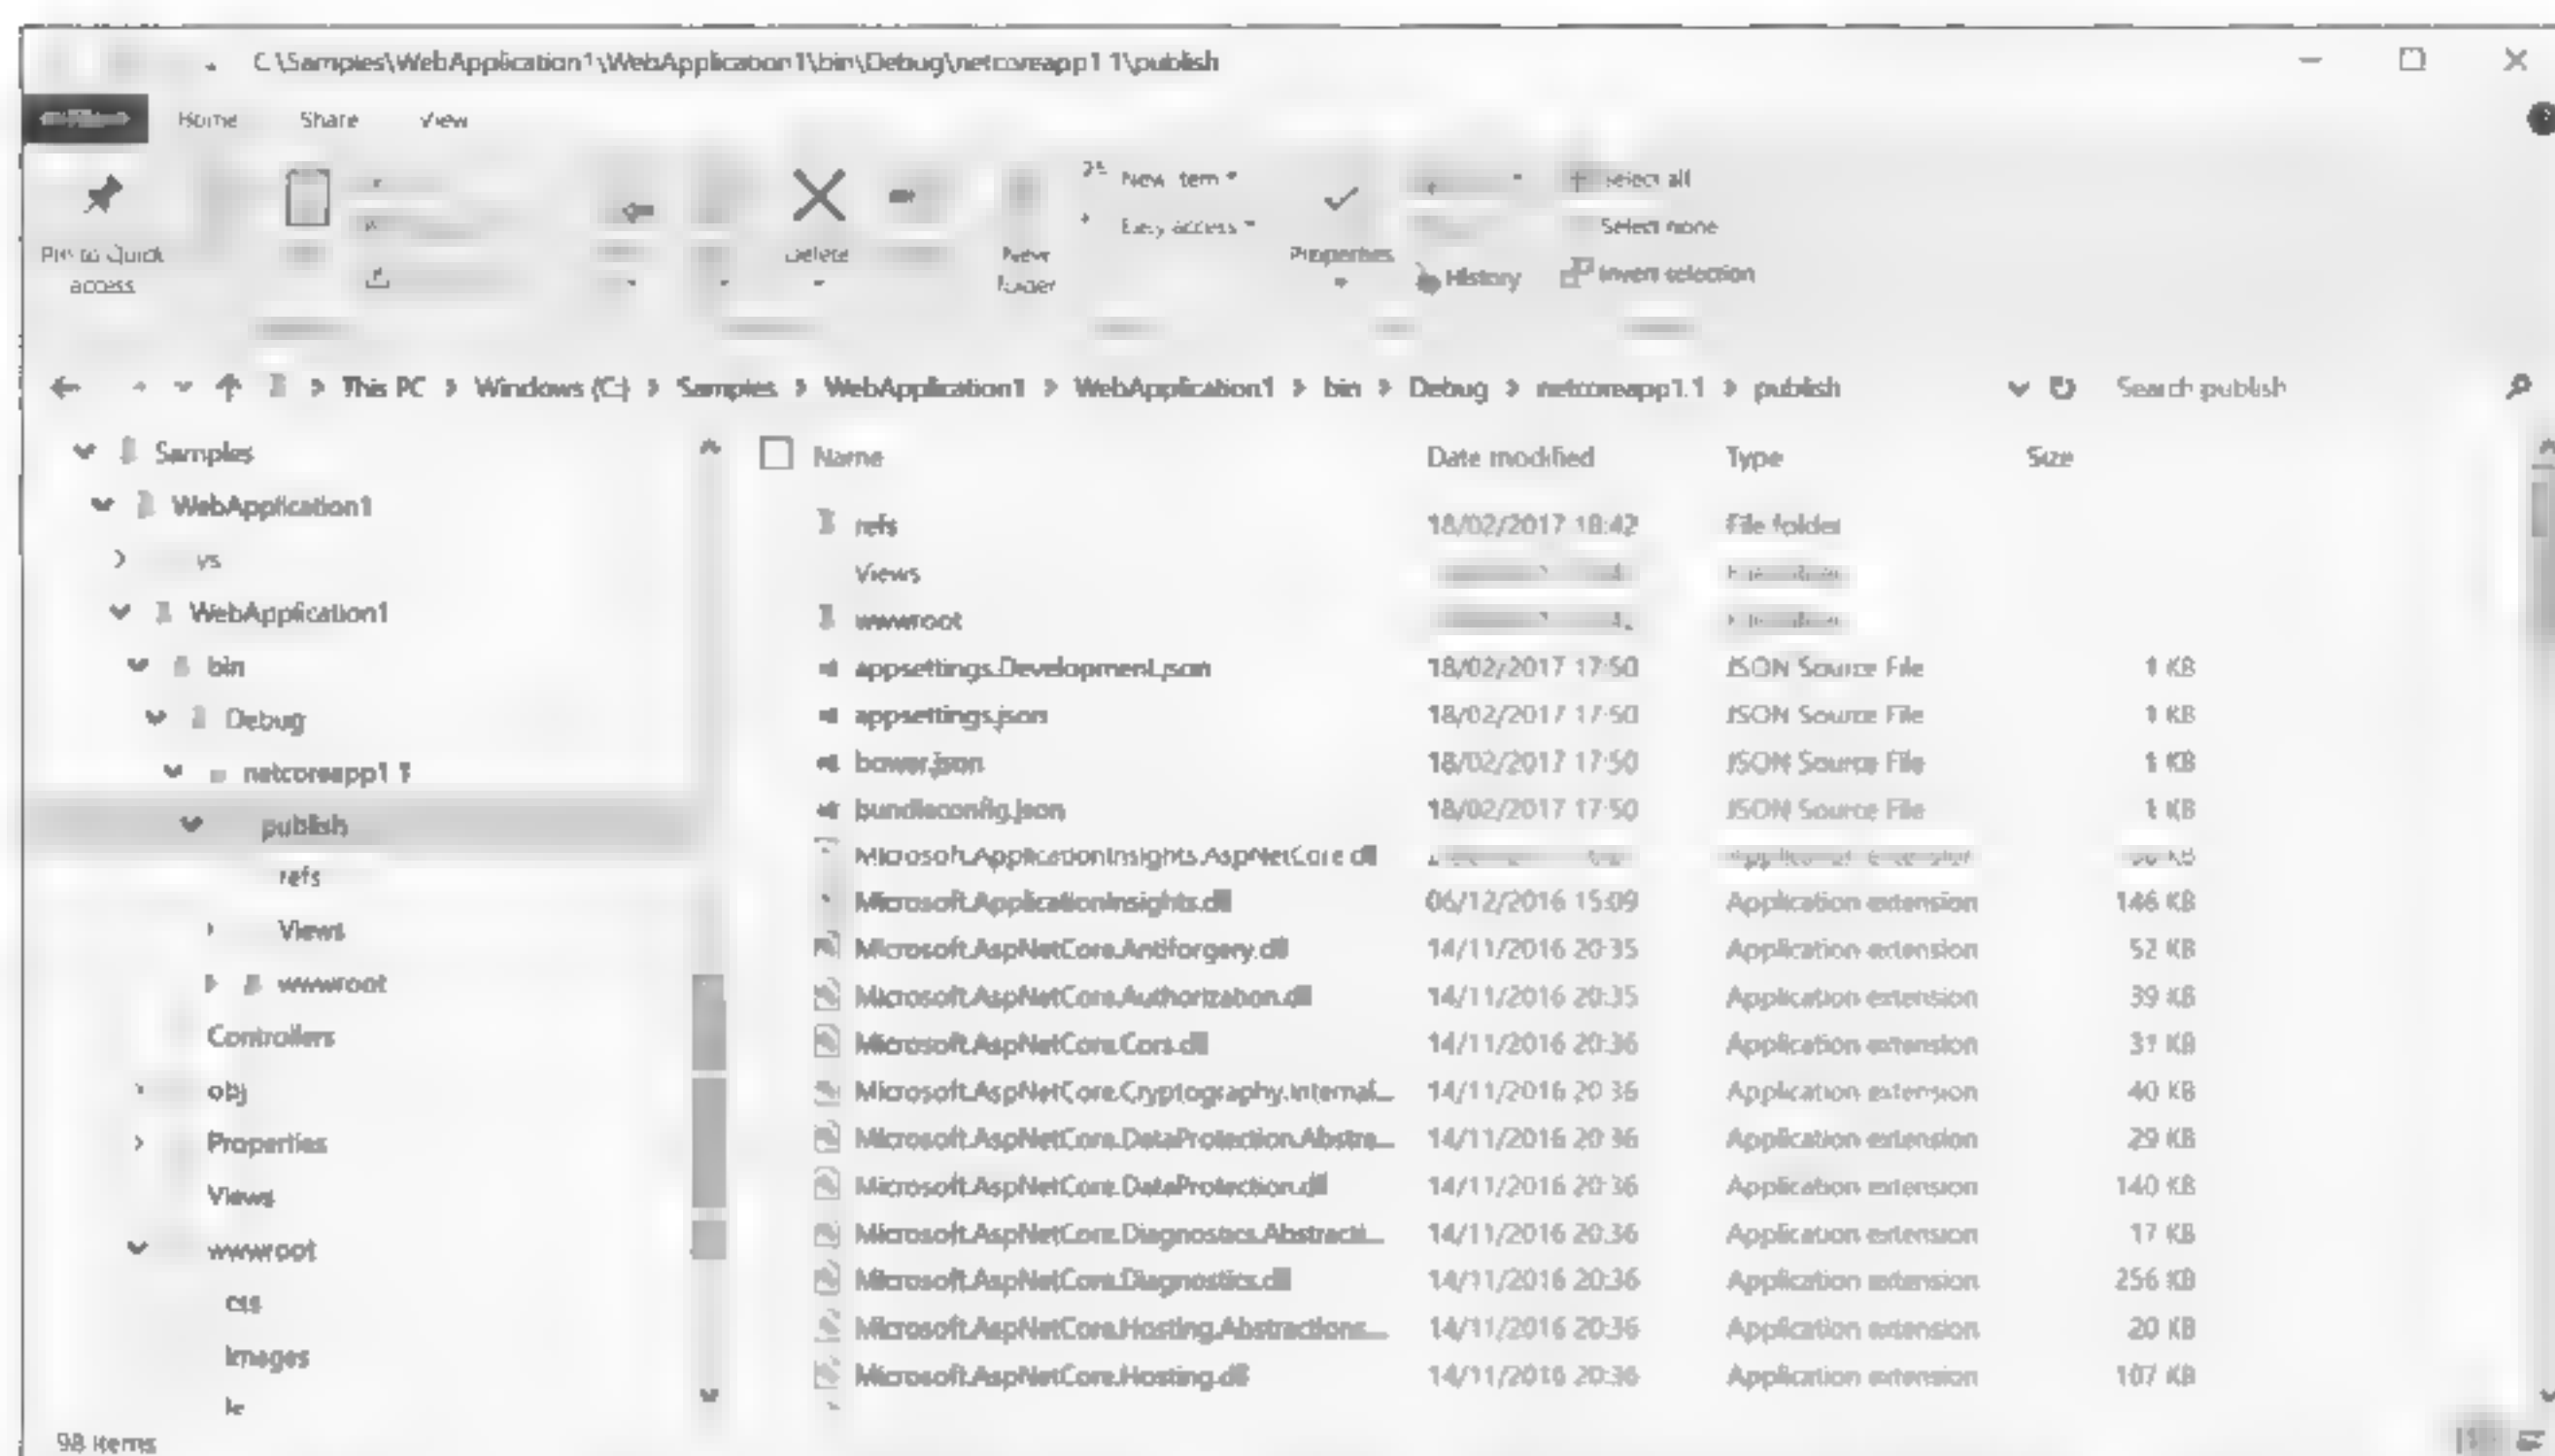 C:\Samples\WebApplication1\WebApplication1\bin\Debug\netcoreapp1.1\publish
Home Share View
Pin to Quick access
Delete
New folder
New item
Easy access
Properties
History
Select all
Select none
Invert selection
This PC Windows (C:) Samples WebApplication1 WebApplication1 bin Debug netcoreapp1.1 publish Search publish
Samples
WebApplication1
vs
WebApplication1
bin
Debug
netcoreapp1.1
publish
refs
Views
wwwroot
Controllers
obj
Properties
Views
wwwroot
css
images
Name Date modified Type Size
refs 18/02/2017 18:42 File folder
Views
wwwroot
appsettings.Development.json 18/02/2017 17:50 JSON Source File 1 KB
appsettings.json 18/02/2017 17:50 JSON Source File 1 KB
bower.json 18/02/2017 17:50 JSON Source File 1 KB
bundleconfig.json 18/02/2017 17:50 JSON Source File 1 KB
Microsoft.ApplicationInsights.AspNetCore.dll Application extension
Microsoft.ApplicationInsights.dll 06/12/2016 15:09 Application extension 146 KB
Microsoft.AspNetCore.Antiforgery.dll 14/11/2016 20:35 Application extension 52 KB
Microsoft.AspNetCore.Authorization.dll 14/11/2016 20:35 Application extension 39 KB
Microsoft.AspNetCore.Cors.dll 14/11/2016 20:36 Application extension 31 KB
Microsoft.AspNetCore.Cryptography.Internal... 14/11/2016 20:36 Application extension 40 KB
Microsoft.AspNetCore.DataProtection.Abstra... 14/11/2016 20:36 Application extension 29 KB
Microsoft.AspNetCore.DataProtection.dll 14/11/2016 20:36 Application extension 140 KB
Microsoft.AspNetCore.Diagnostics.Abstracti... 14/11/2016 20:36 Application extension 17 KB
Microsoft.AspNetCore.Diagnostics.dll 14/11/2016 20:36 Application extension 256 KB
Microsoft.AspNetCore.Hosting.Abstractions... 14/11/2016 20:36 Application extension 20 KB
Microsoft.AspNetCore.Hosting.dll 14/11/2016 20:36 Application extension 107 KB
98 items